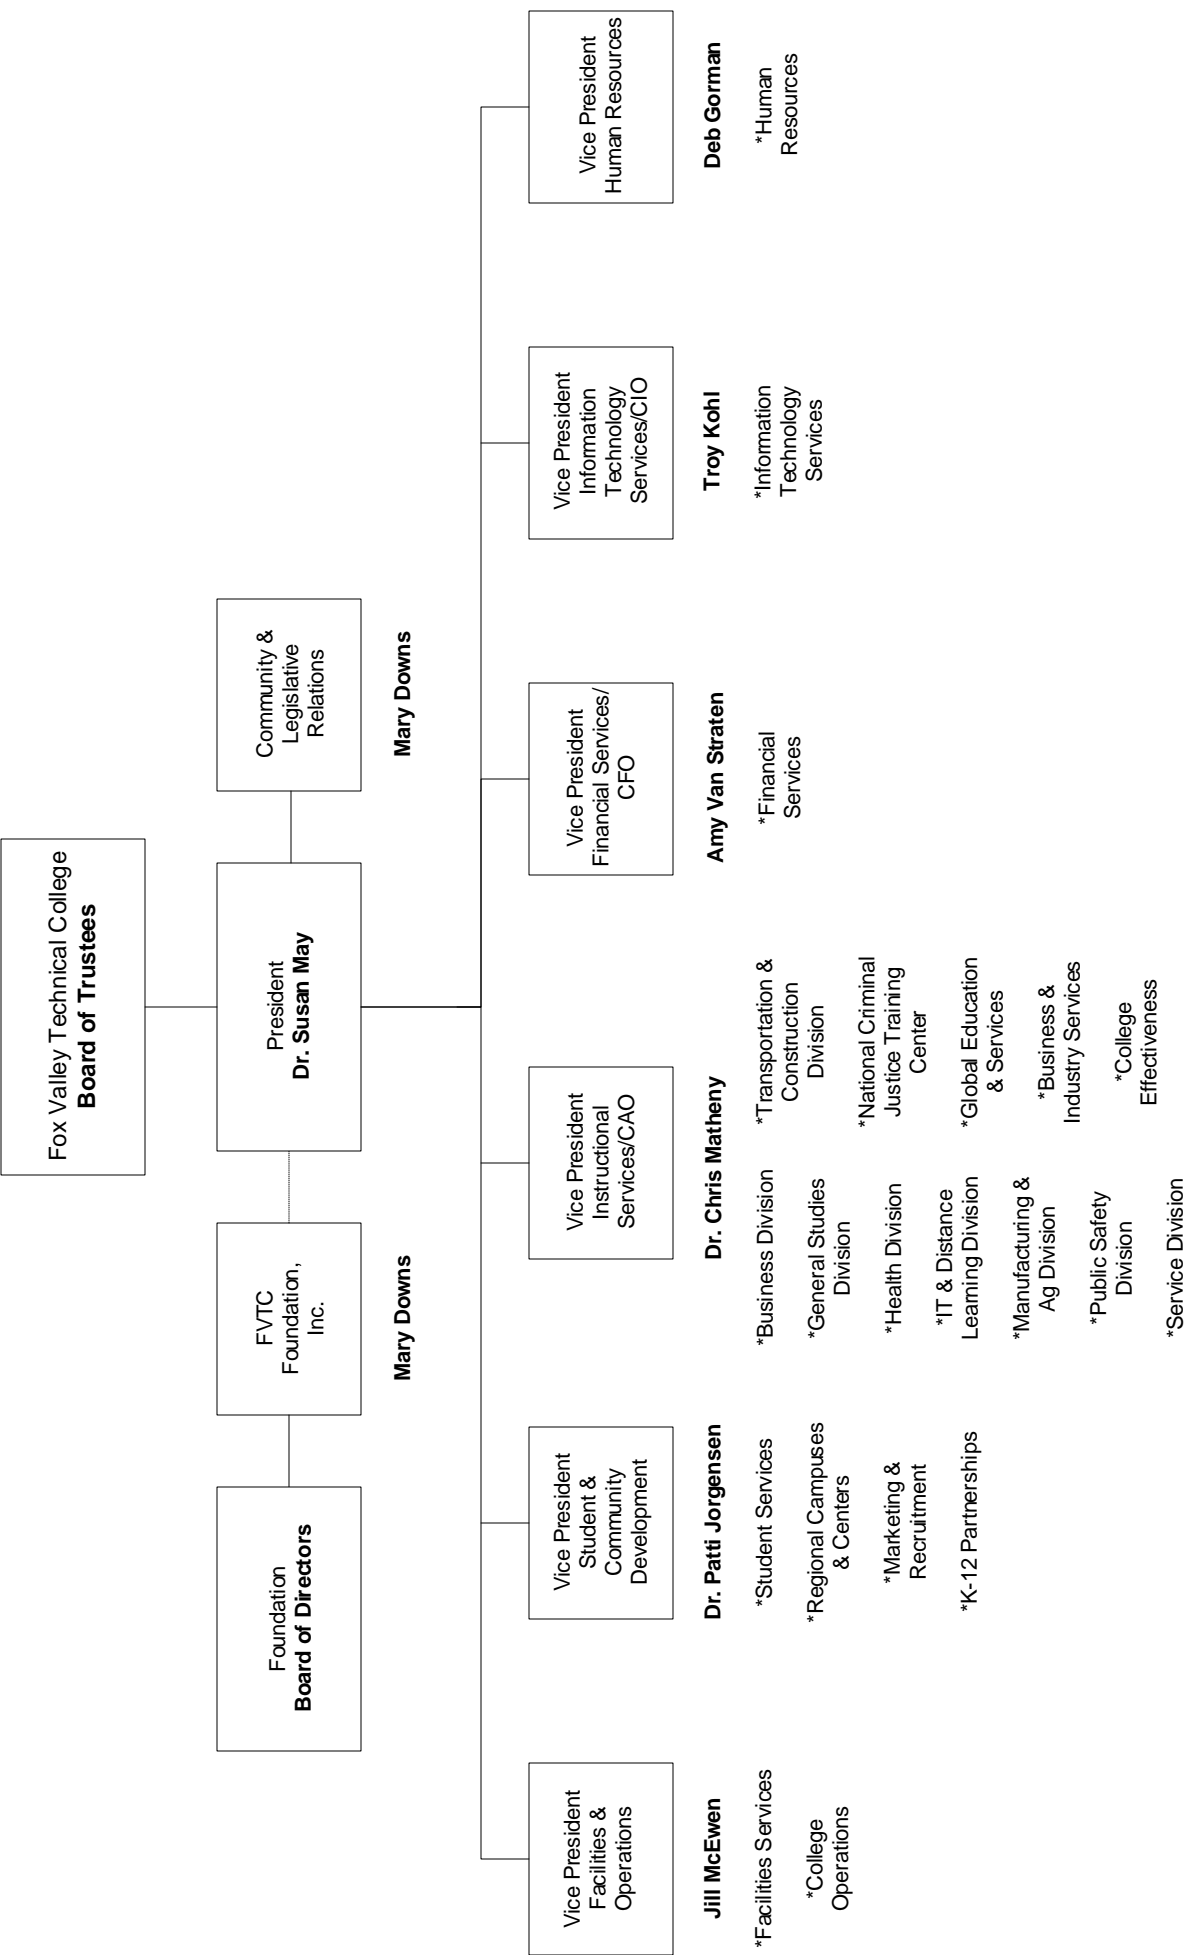 Fox Valley Technical College
Board of Trustees
Foundation
Board of Directors
FVTC
Foundation,
Inc.
Mary Downs
President
Dr. Susan May
Community &
Legislative
Relations
Mary Downs
Vice President
Facilities &
Operations
Jill McEwen
*Facilities Services
*College
Operations
Vice President
Student &
Community
Development
Dr. Patti Jorgensen
*Student Services
*Regional Campuses
& Centers
*Marketing &
Recruitment
*K-12 Partnerships
Vice President
Instructional
Services/CAO
Dr. Chris Matheny
*Business Division
*General Studies
Division
*Health Division
*IT & Distance
Learning Division
*Manufacturing &
Ag Division
*Public Safety
Division
*Service Division
*Transportation &
Construction
Division
*National Criminal
Justice Training
Center
*Global Education
& Services
*Business &
Industry Services
*College
Effectiveness
Vice President
Financial Services/
CFO
Amy Van Straten
*Financial
Services
Vice President
Information
Technology
Services/CIO
Troy Kohl
*Information
Technology
Services
Vice President
Human Resources
Deb Gorman
*Human
Resources